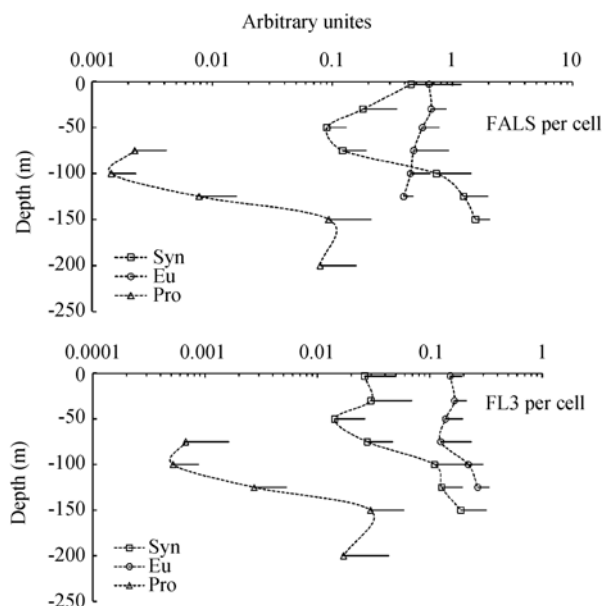 Arbitrary unites
0.001 0.01 0.1 1 10
0
-50
-100
-150
-200
-250
Depth (m)
FALS per cell
Syn
Eu
Pro
0.0001 0.001 0.01 0.1 1
0
-50
-100
-150
-200
-250
Depth (m)
FL3 per cell
Syn
Eu
Pro